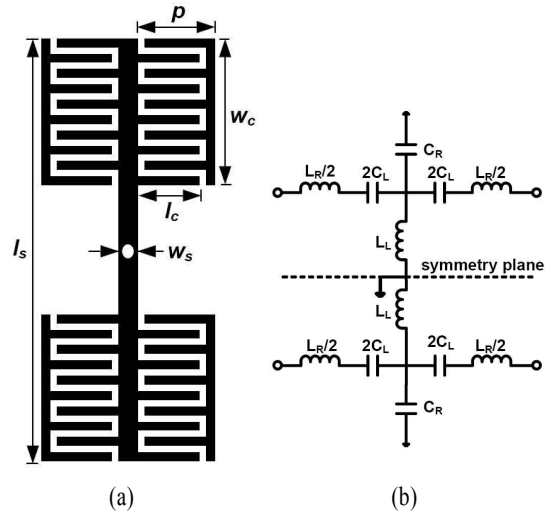 p
w_c
l_c
l_s
w_s
(a)
C_R
L_R/2 2C_L 2C_L L_R/2
L_L
symmetry plane
L_L
L_R/2 2C_L 2C_L L_R/2
C_R
(b)